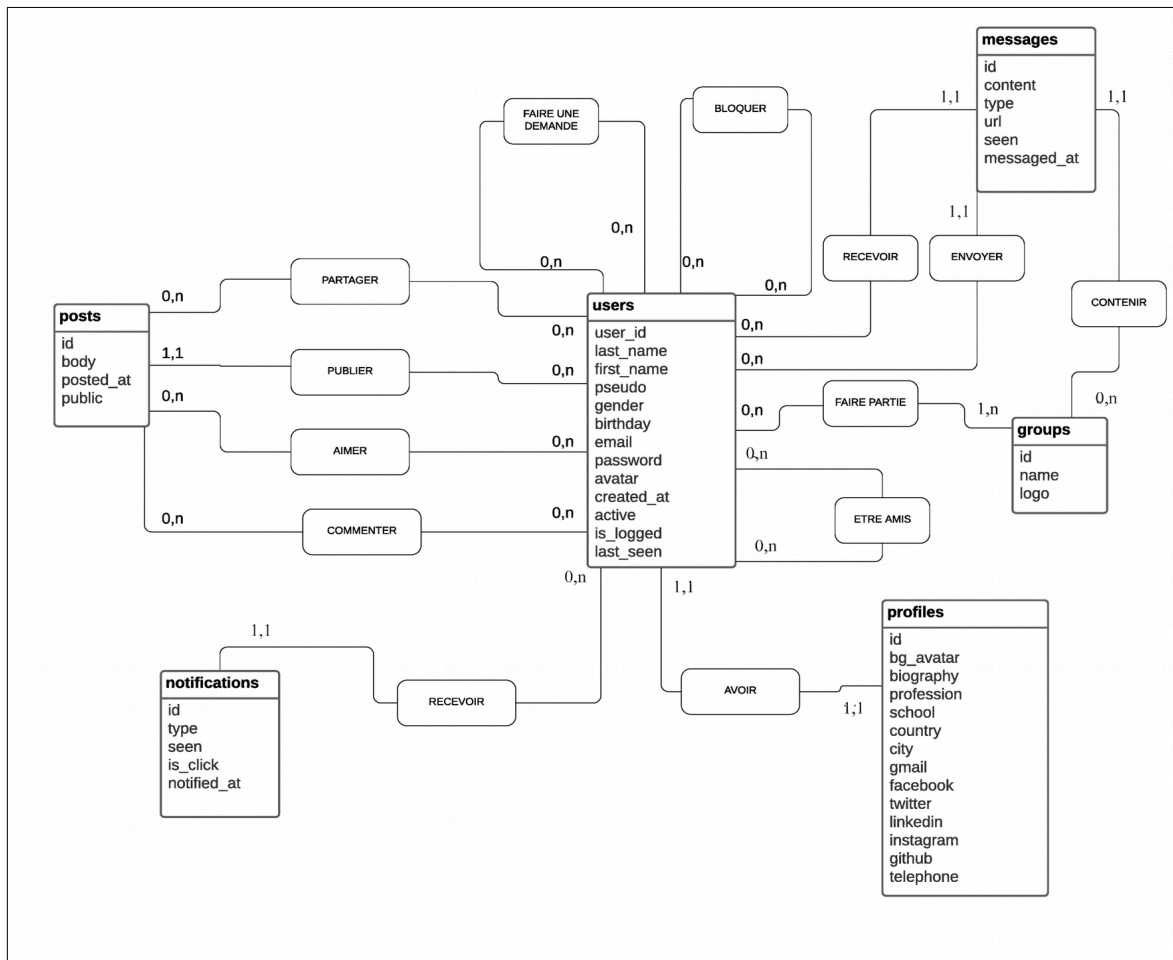 messages
id
content
type
url
seen
messaged_at
1,1
1,1
1,1
FAIRE UNE
DEMANDE
0,n
0,n
BLOQUER
0,n
0,n
RECEVOIR
ENVOYER
CONTENIR
0,n
0,n
0,n
PARTAGER
0,n
0,n
PUBLIER
1,1
0,n
AIMER
0,n
0,n
COMMENTER
0,n
0,n
posts
id
body
posted_at
public
users
user_id
last_name
first_name
pseudo
gender
birthday
email
password
avatar
created_at
active
is_logged
last_seen
FAIRE PARTIE
0,n
1,n
groups
id
name
logo
0,n
ETRE AMIS
0,n
0,n
1,1
1,1
RECEVOIR
notifications
id
type
seen
is_click
notified_at
AVOIR
1,1
profiles
id
bg_avatar
biography
profession
school
country
city
gmail
facebook
twitter
linkedin
instagram
github
telephone